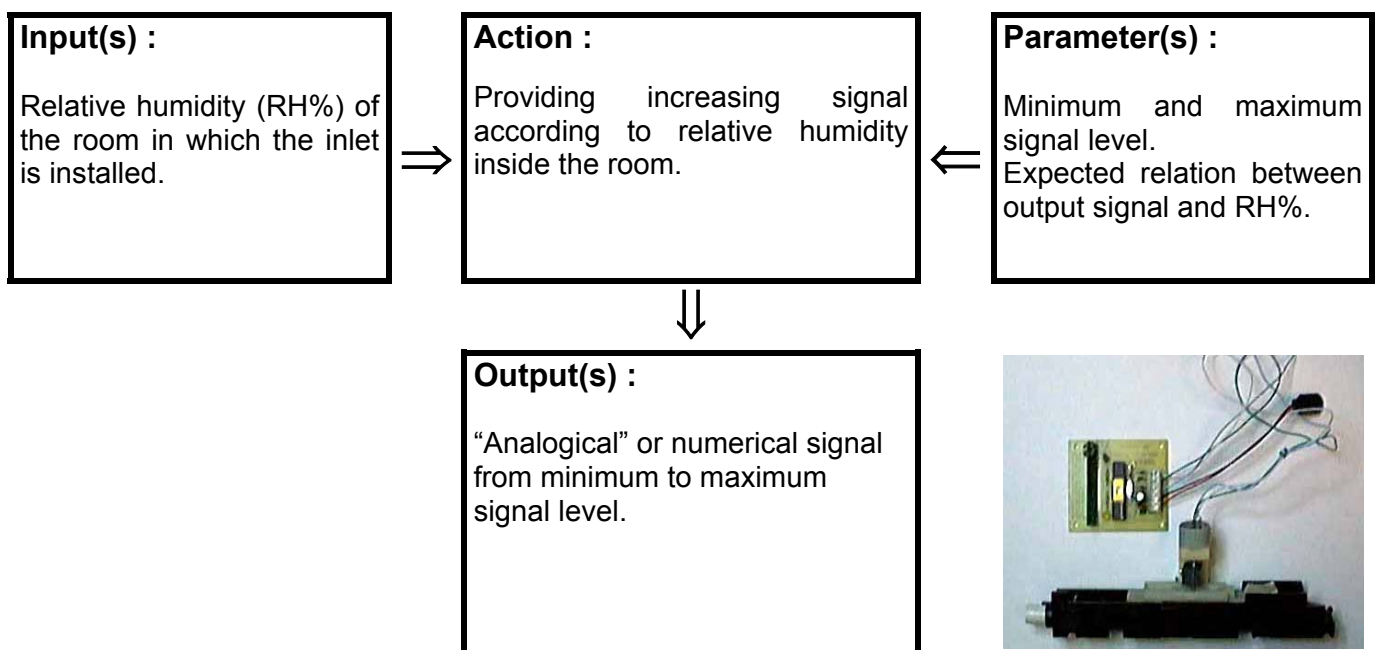 Input(s) :
Relative humidity (RH%) of
the room in which the inlet
is installed.
Action :
Providing increasing signal
according to relative humidity
inside the room.
Parameter(s) :
Minimum and maximum
signal level.
Expected relation between
output signal and RH%.
Output(s) :
“Analogical” or numerical signal
from minimum to maximum
signal level.